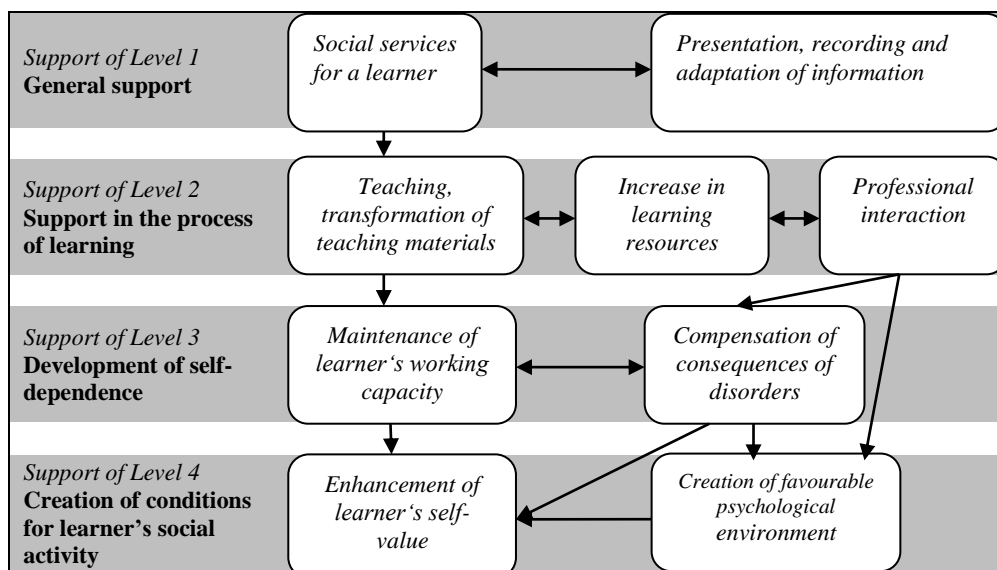 Support of Level 1
General support
Social services
for a learner
Presentation, recording and
adaptation of information
Support of Level 2
Support in the process
of learning
Teaching,
transformation of
teaching materials
Increase in
learning
resources
Professional
interaction
Support of Level 3
Development of self-
dependence
Maintenance of
learner‘s working
capacity
Compensation of
consequences of
disorders
Support of Level 4
Creation of conditions
for learner’s social
activity
Enhancement of
learner‘s self-
value
Creation of favourable
psychological
environment